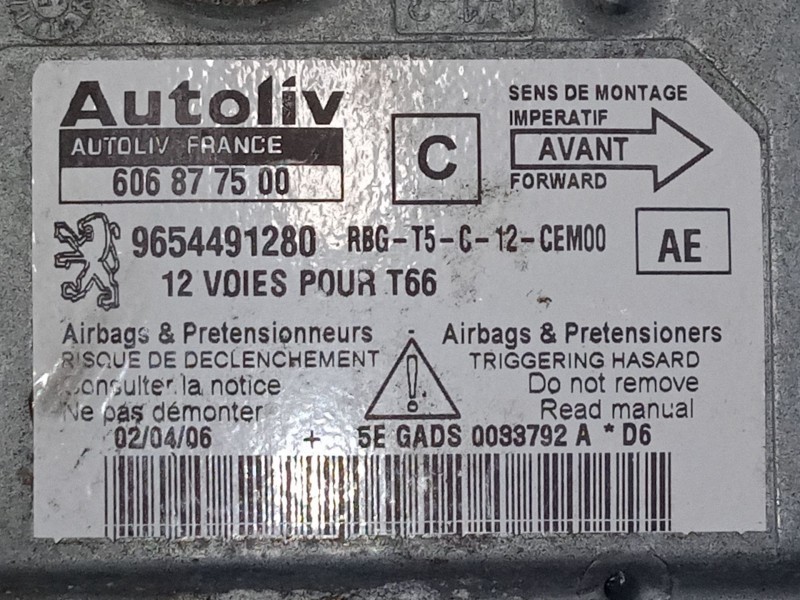 Autoliv
AUTOLIV FRANCE
606 87 75 00
C
SENS DE MONTAGE
IMPERATIF
AVANT
FORWARD
9654491280 RBG-T5-C-12-CEM00
AE
12 VOIES POUR T66
Airbags & Pretensionneurs
RISQUE DE DECLENCHEMENT
Consulter la notice
Ne pas démonter
!
Airbags & Pretensioners
TRIGGERING HASARD
Do not remove
Read manual
02/04/06 + 5E GADS 0093792 A * D6